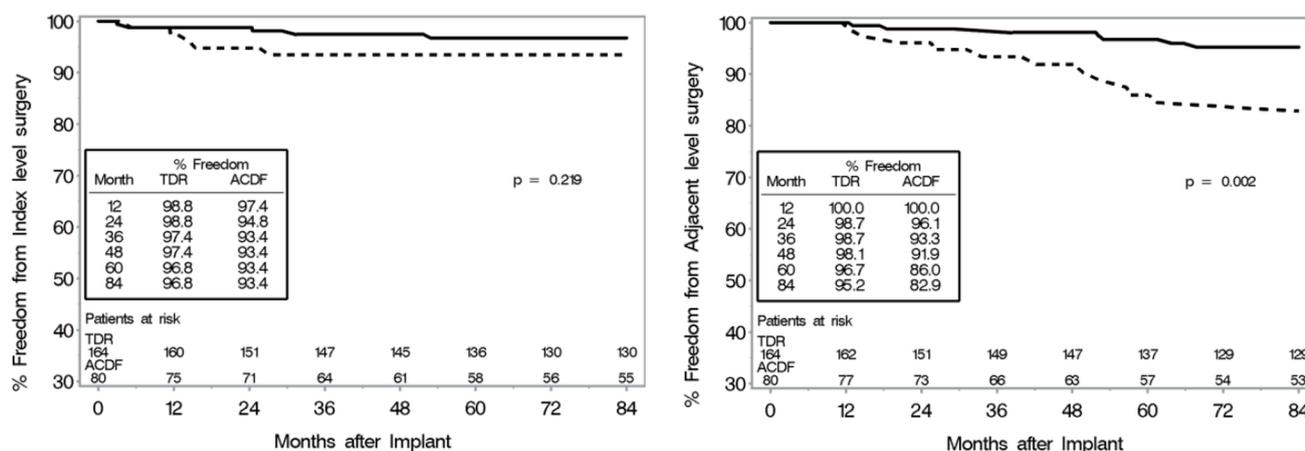 % Freedom from Index level surgery
100
90
80
70
60
50
40
30
% Freedom
Month TDR ACDF
12 98.8 97.4
24 98.8 94.8
36 97.4 93.4
48 97.4 93.4
60 96.8 93.4
84 96.8 93.4
p = 0.219
Patients at risk
TDR
164 160 151 147 145 136 130 130
ACDF
80 75 71 64 61 58 56 55
0 12 24 36 48 60 72 84
Months after Implant
% Freedom from Adjacent level surgery
100
90
80
70
60
50
40
30
% Freedom
Month TDR ACDF
12 100.0 100.0
24 98.7 96.1
36 98.7 93.3
48 98.1 91.9
60 96.7 86.0
84 95.2 82.9
p = 0.002
Patients at risk
TDR
164 162 151 149 147 137 129 129
ACDF
80 77 73 66 63 57 54 53
0 12 24 36 48 60 72 84
Months after Implant